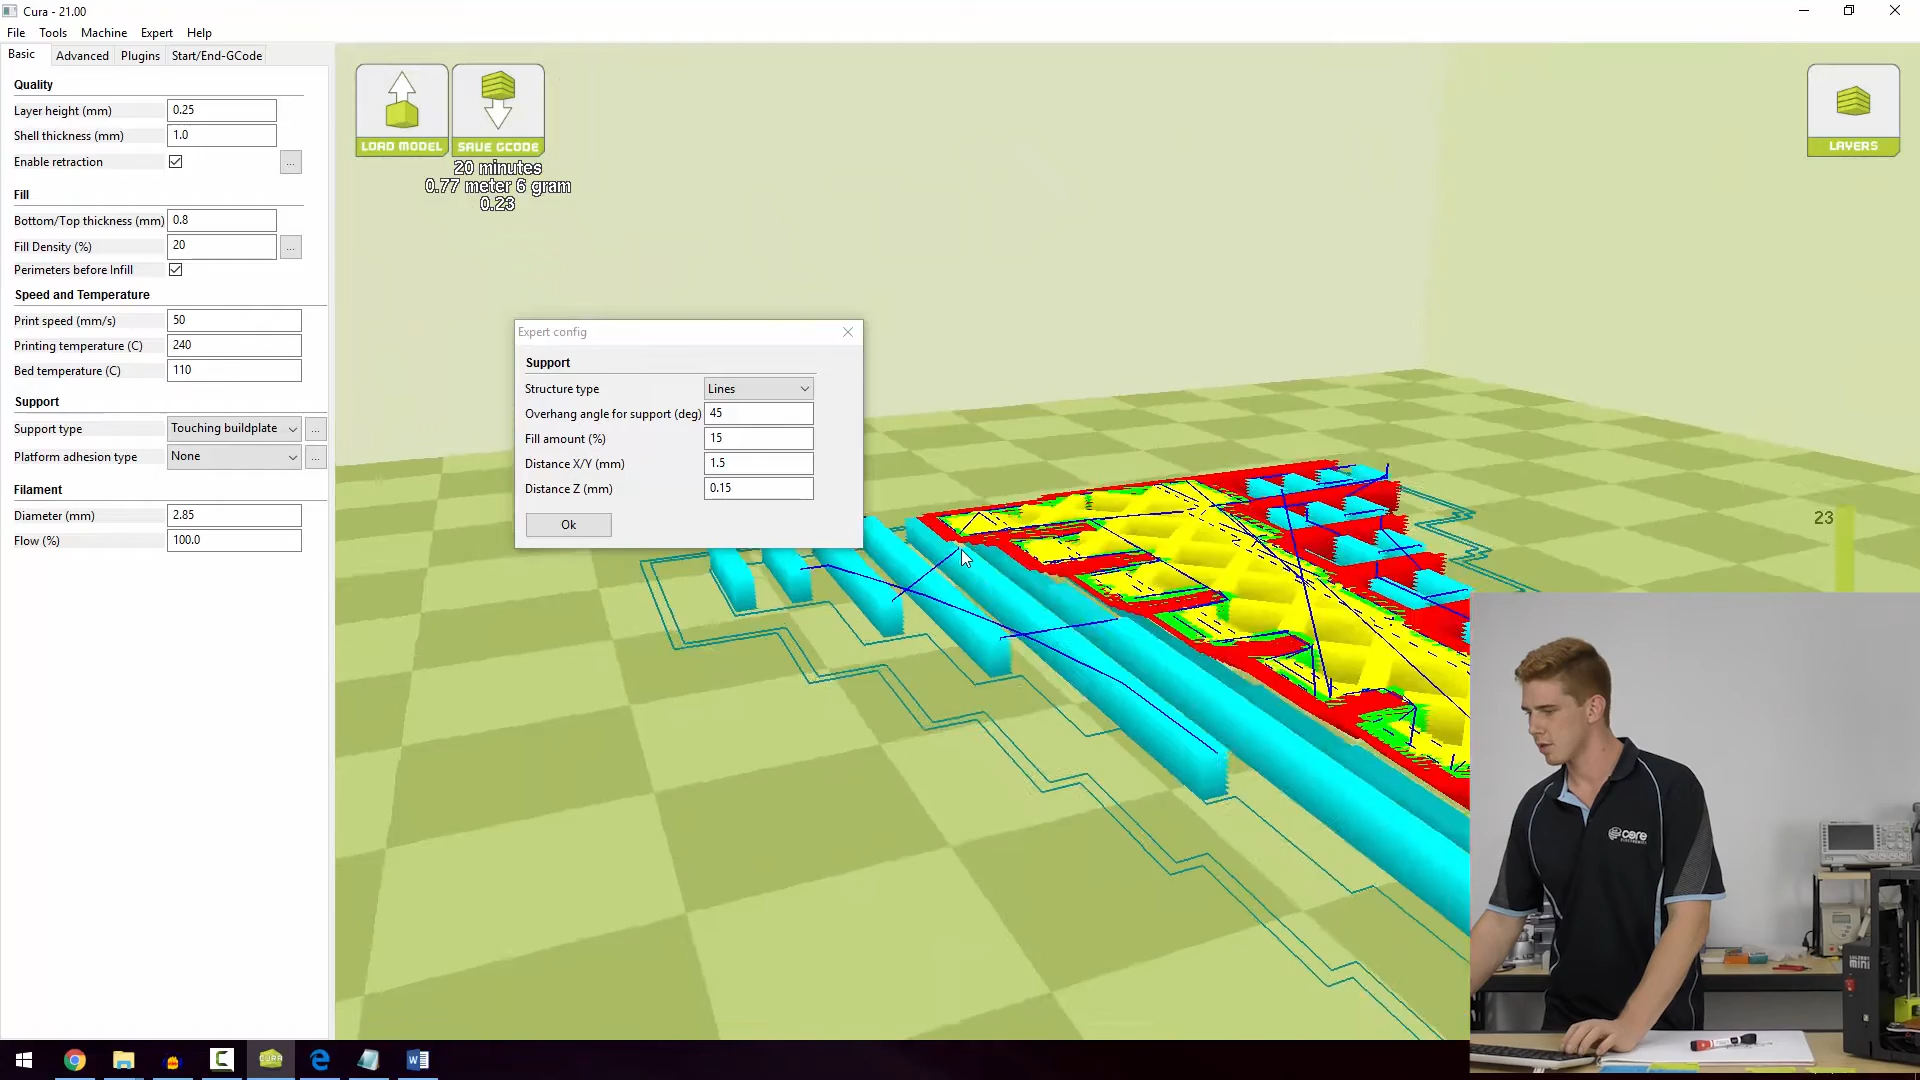 Cura - 21.00
File Tools Machine Expert Help
Basic Advanced Plugins Start/End-GCode
Quality
Layer height (mm) 0.25
Shell thickness (mm) 1.0
Enable retraction ...
Fill
Bottom/Top thickness (mm) 0.8
Fill Density (%) 20 ...
Perimeters before Infill
Speed and Temperature
Print speed (mm/s) 50
Printing temperature (C) 240
Bed temperature (C) 110
Support
Support type Touching buildplate ...
Platform adhesion type None ...
Filament
Diameter (mm) 2.85
Flow (%) 100.0
LOAD MODEL SAVE GCODE
20 minutes
0.77 meter 6 gram
0.23
LAYERS
Expert config
Support
Structure type Lines
Overhang angle for support (deg) 45
Fill amount (%) 15
Distance X/Y (mm) 1.5
Distance Z (mm) 0.15
Ok
23
core
ELECTRONICS
LULZBOT
MINI
CURA